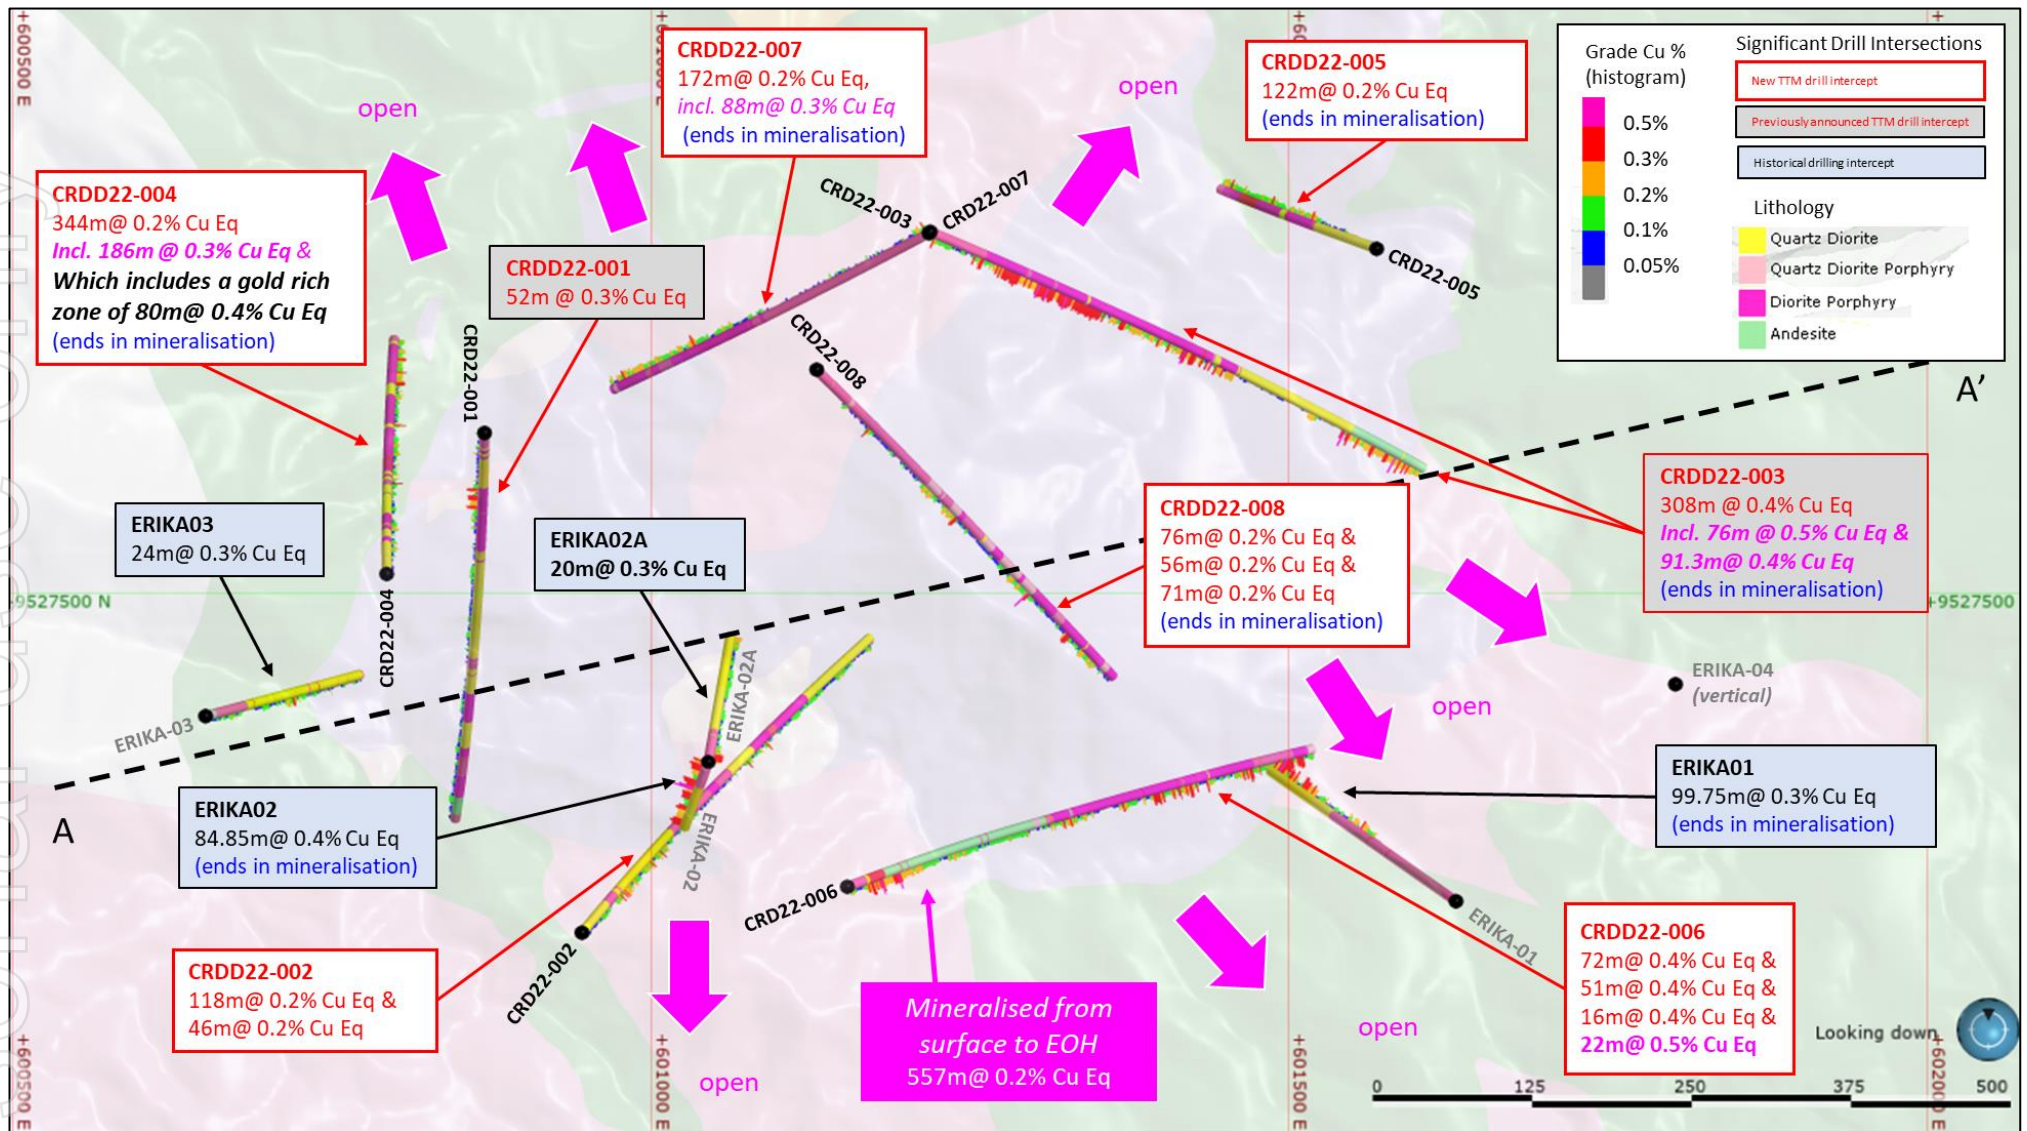 +600500 E
+601000 E
+60
+
open
CRDD22-007
172m@ 0.2% Cu Eq,
incl. 88m@ 0.3% Cu Eq
(ends in mineralisation)
open
CRDD22-005
122m@ 0.2% Cu Eq
(ends in mineralisation)
Grade Cu %
(histogram)
0.5%
0.3%
0.2%
0.1%
0.05%
Significant Drill Intersections
New TTM drill intercept
Previously announced TTM drill intercept
Historical drilling intercept
Lithology
Quartz Diorite
Quartz Diorite Porphyry
Diorite Porphyry
Andesite
CRDD22-004
344m@ 0.2% Cu Eq
Incl. 186m @ 0.3% Cu Eq &
Which includes a gold rich
zone of 80m@ 0.4% Cu Eq
(ends in mineralisation)
CRDD22-001
52m @ 0.3% Cu Eq
CRD22-003
CRD22-007
CRD22-005
CRD22-008
CRD22-001
A'
ERIKA03
24m@ 0.3% Cu Eq
ERIKA02A
20m@ 0.3% Cu Eq
CRDD22-008
76m@ 0.2% Cu Eq &
56m@ 0.2% Cu Eq &
71m@ 0.2% Cu Eq
(ends in mineralisation)
CRDD22-003
308m @ 0.4% Cu Eq
Incl. 76m @ 0.5% Cu Eq &
91.3m@ 0.4% Cu Eq
(ends in mineralisation)
9527500 N
+9527500
CRD22-004
ERIKA-03
ERIKA-02A
ERIKA-04
(vertical)
open
A
ERIKA02
84.85m@ 0.4% Cu Eq
(ends in mineralisation)
ERIKA-02
ERIKA01
99.75m@ 0.3% Cu Eq
(ends in mineralisation)
CRD22-006
CRD22-002
ERIKA-01
CRDD22-002
118m@ 0.2% Cu Eq &
46m@ 0.2% Cu Eq
Mineralised from
surface to EOH
557m@ 0.2% Cu Eq
CRDD22-006
72m@ 0.4% Cu Eq &
51m@ 0.4% Cu Eq &
16m@ 0.4% Cu Eq &
22m@ 0.5% Cu Eq
open
open
Looking down
0 125 250 375 500
+600500 E
+601000 E
+601500 E
+602000 E